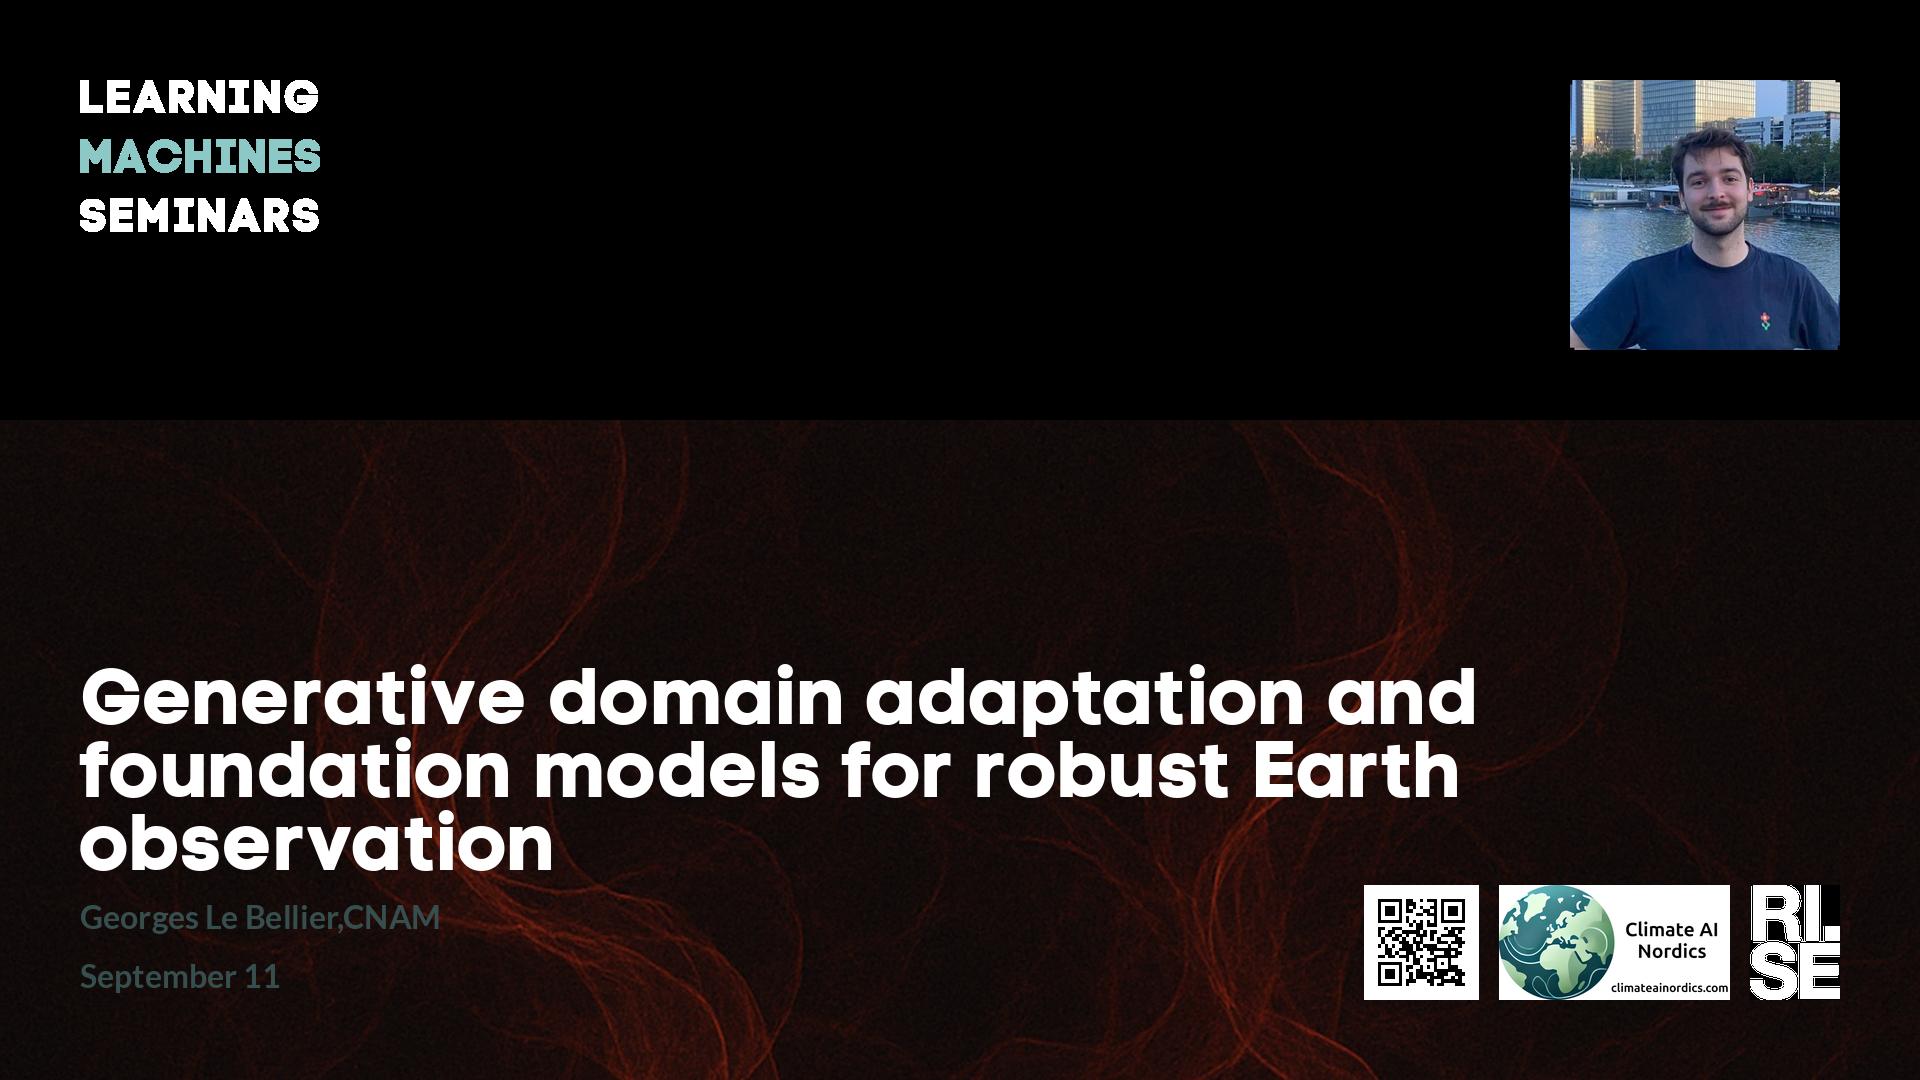 LEARNING
MACHINES
SEMINARS
Generative domain adaptation and
foundation models for robust Earth
observation
Georges Le Bellier,CNAM
September 11
Climate AI
Nordics
climateainordics.com
RI.
SE